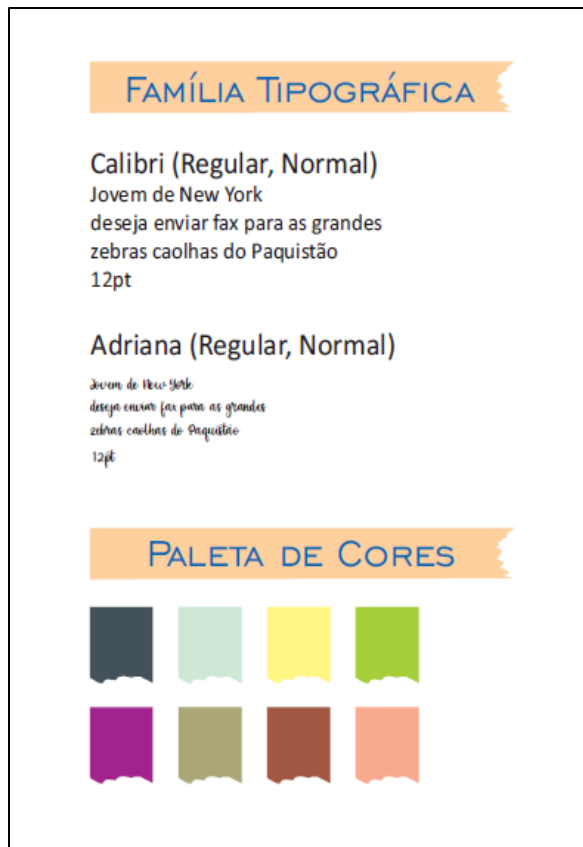 Família Tipográfica
Calibri (Regular, Normal)
Jovem de New York
deseja enviar fax para as grandes
zebras caolhas do Paquistão
12pt
Adriana (Regular, Normal)
Jovem de New York
deseja enviar fax para as grandes
zebras caolhas do Paquistão
12pt
Paleta de Cores